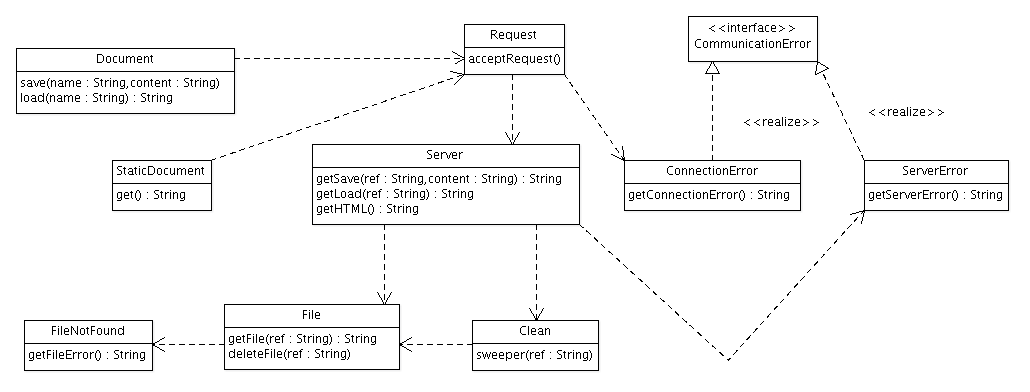 Document
save(name : String,content : String)
load(name : String) : String
Request
acceptRequest()
<<interface>>
CommunicationError
<<realize>>
<<realize>>
StaticDocument
get() : String
Server
getSave(ref : String,content : String) : String
getLoad(ref : String) : String
getHTML() : String
ConnectionError
getConnectionError() : String
ServerError
getServerError() : String
FileNotFound
getFileError() : String
File
getFile(ref : String) : String
deleteFile(ref : String)
Clean
sweeper(ref : String)